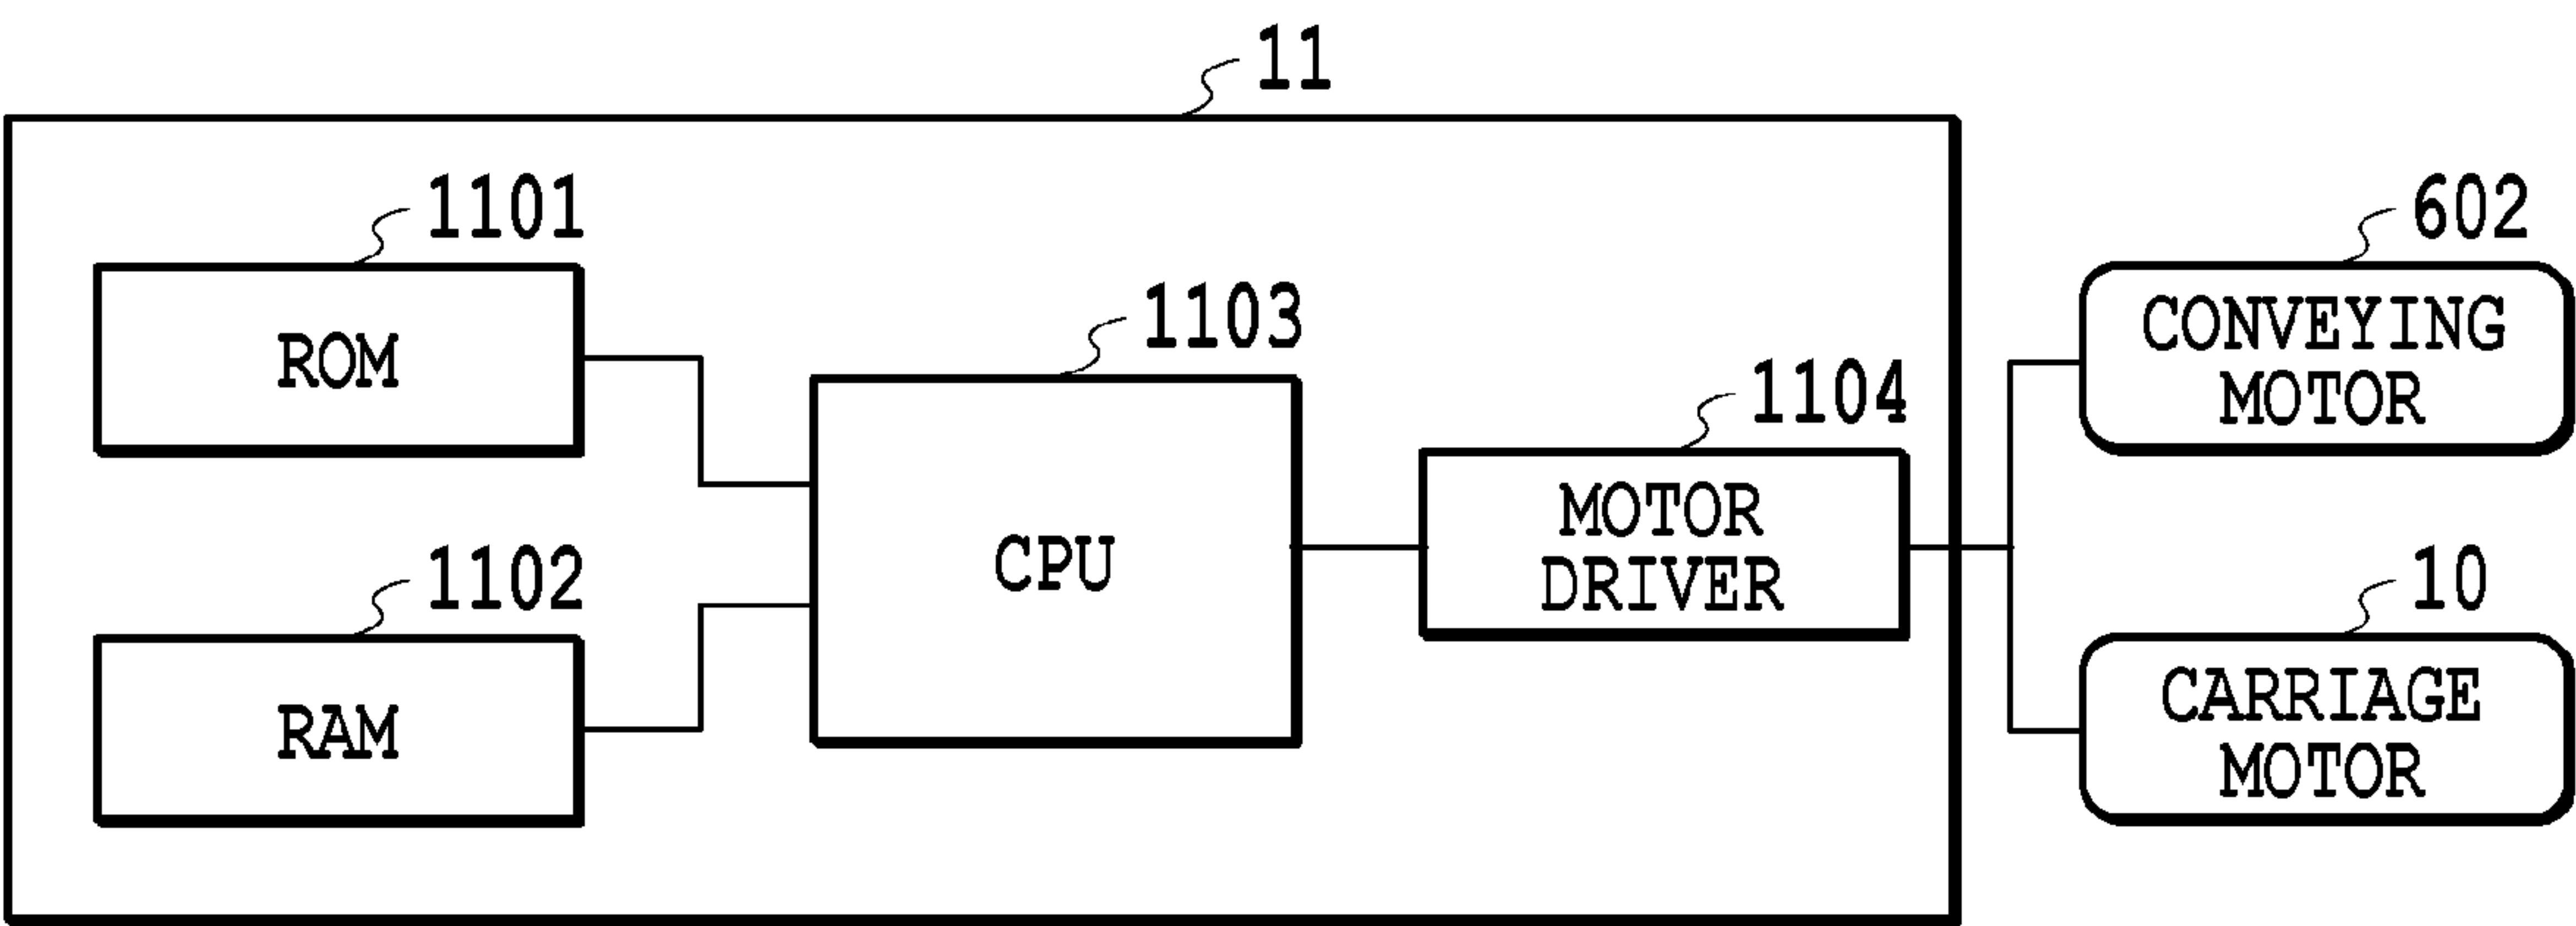 11
1101
ROM
1102
RAM
1103
CPU
1104
MOTOR
DRIVER
602
CONVEYING
MOTOR
10
CARRIAGE
MOTOR